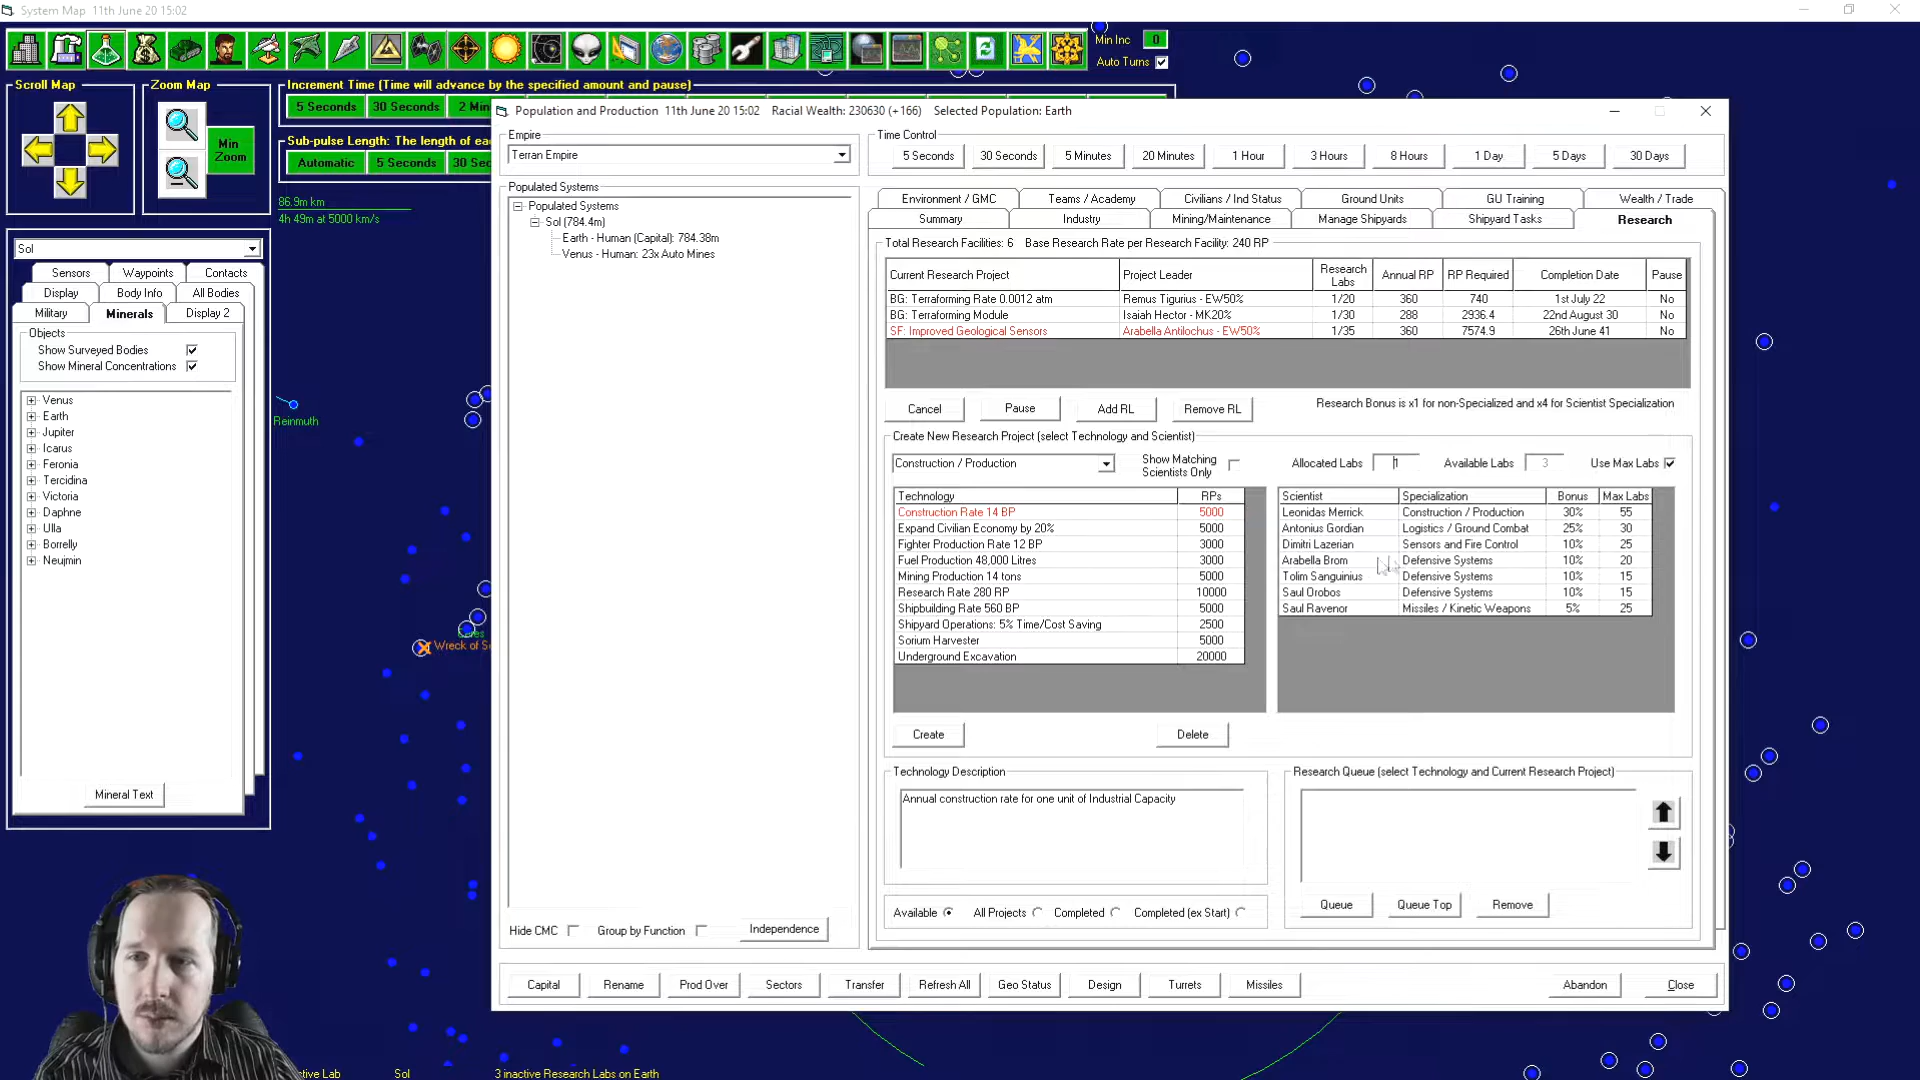 System Map   11th June 20 15:02
Min Inc 0
Auto Turns
Scroll Map
Zoom Map
Min
Zoom
Increment Time (Time will advance by the specified amount and pause)
5 Seconds 30 Seconds 2 Min
Sub-pulse Length: The length of ea
Automatic 5 Seconds 30 Sec
86.9m km
4h 49m at 5000 km/s
Sol
Sensors Waypoints Contacts
Display Body Info All Bodies
Military Minerals Display 2
Objects
Show Surveyed Bodies
Show Mineral Concentrations
Venus
Earth
Jupiter
Icarus
Feronia
Tercidina
Victoria
Daphne
Ulla
Borrelly
Neujmin
Mineral Text
Reinmuth
Wreck of S
Population and Production   11th June 20 15:02   Racial Wealth: 230630 (+166)   Selected Population: Earth
Empire
Terran Empire
Populated Systems
Populated Systems
Sol (784.4m)
Earth - Human (Capital): 784.38m
Venus - Human: 23x Auto Mines
Hide CMC Group by Function Independence
Time Control
5 Seconds 30 Seconds 5 Minutes 20 Minutes 1 Hour 3 Hours 8 Hours 1 Day 5 Days 30 Days
Environment / GMC Teams / Academy Civilians / Ind Status Ground Units GU Training Wealth / Trade
Summary Industry Mining/Maintenance Manage Shipyards Shipyard Tasks Research
Total Research Facilities: 6   Base Research Rate per Research Facility: 240 RP
Current Research Project Project Leader Research Labs Annual RP RP Required Completion Date Pause
BG: Terraforming Rate 0.0012 atm Remus Tigurius - EW50% 1/20 360 740 1st July 22 No
BG: Terraforming Module Isaiah Hector - MK20% 1/30 288 2936.4 22nd August 30 No
SF: Improved Geological Sensors Arabella Antilochus - EW50% 1/35 360 7574.9 26th June 41 No
Cancel Pause Add RL Remove RL Research Bonus is x1 for non-Specialized and x4 for Scientist Specialization
Create New Research Project (select Technology and Scientist)
Construction / Production Show Matching Scientists Only Allocated Labs 1 Available Labs 3 Use Max Labs
Technology RPs
Construction Rate 14 BP 5000
Expand Civilian Economy by 20% 5000
Fighter Production Rate 12 BP 3000
Fuel Production 48,000 Litres 3000
Mining Production 14 tons 5000
Research Rate 280 RP 10000
Shipbuilding Rate 560 BP 5000
Shipyard Operations: 5% Time/Cost Saving 2500
Sorium Harvester 5000
Underground Excavation 20000
Scientist Specialization Bonus Max Labs
Leonidas Merrick Construction / Production 30% 55
Antonius Gordian Logistics / Ground Combat 25% 30
Dimitri Lazerian Sensors and Fire Control 10% 25
Arabella Brom Defensive Systems 10% 20
Tolim Sanguinius Defensive Systems 10% 15
Saul Orobos Defensive Systems 10% 15
Saul Ravenor Missiles / Kinetic Weapons 5% 25
Create Delete
Technology Description
Annual construction rate for one unit of Industrial Capacity
Research Queue (select Technology and Current Research Project)
Available All Projects Completed Completed (ex Start)
Queue Queue Top Remove
Capital Rename Prod Over Sectors Transfer Refresh All Geo Status Design Turrets Missiles Abandon Close
ctive Lab Sol 3 inactive Research Labs on Earth